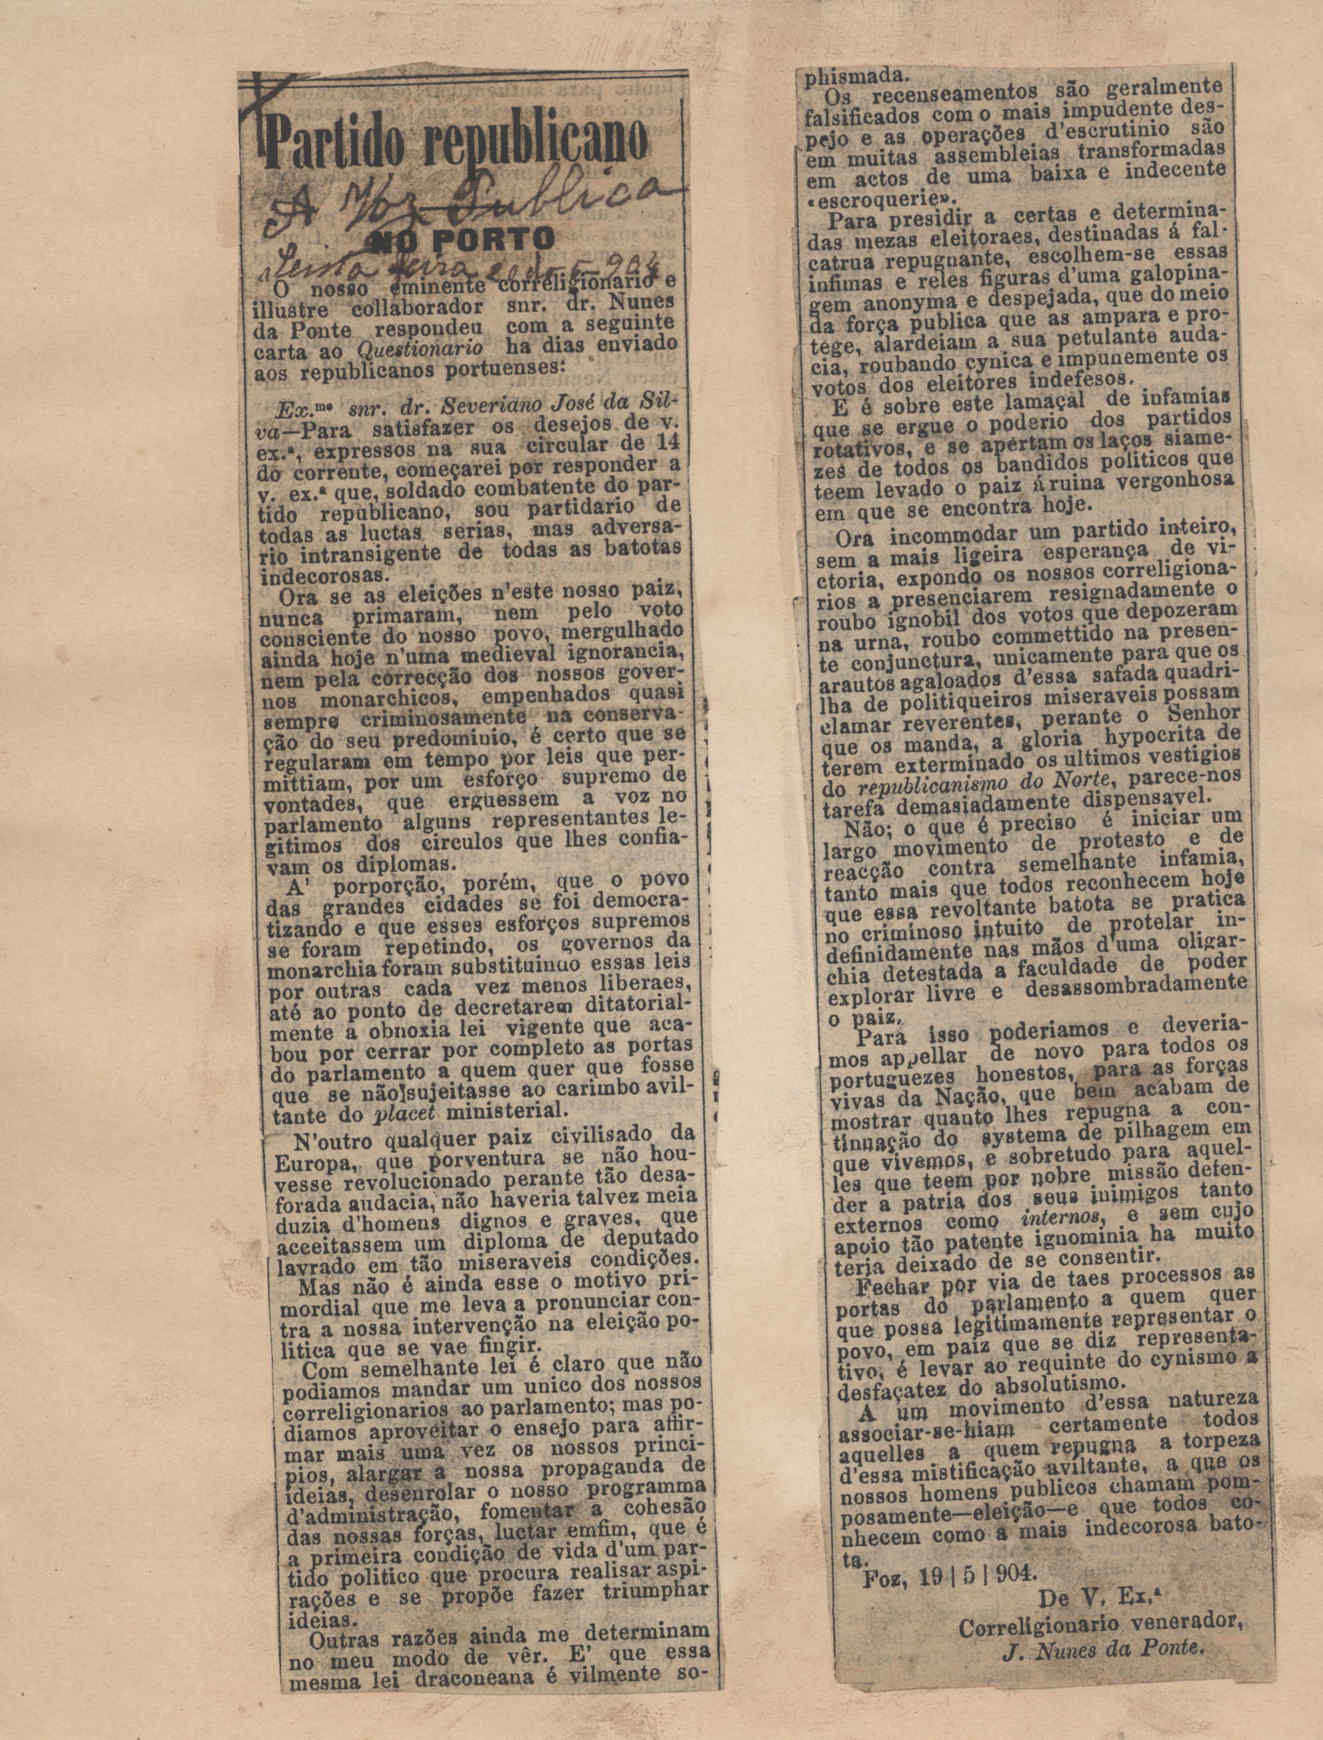 Partido republicano
A Voz Publica
NO PORTO
Sexta feira 20 de 5-904
O nosso eminente correligionario e
illustre collaborador snr. dr. Nunes
da Ponte respondeu com a seguinte
carta ao Questionario ha dias enviado
aos republicanos portuenses:
Ex.mo snr. dr. Severiano José da Sil-
va—Para satisfazer os desejos de v.
ex.ª, expressos na sua circular de 14
do corrente, começarei por responder a
v. ex.ª que, soldado combatente do par-
tido republicano, sou partidario de
todas as luctas serias, mas adversa-
rio intransigente de todas as batotas
indecorosas.
Ora se as eleições n'este nosso paiz,
nunca primaram, nem pelo voto
consciente do nosso povo, mergulhado
ainda hoje n'uma medieval ignorancia,
nem pela correcção dos nossos gover-
nos monarchicos, empenhados quasi
sempre criminosamente na conserva-
ção do seu predominio, é certo que se
regularam em tempo por leis que per-
mittiam, por um esforço supremo de
vontades, que erguessem a voz no
parlamento alguns representantes le-
gitimos dos circulos que lhes confia-
vam os diplomas.
A' porporção, porém, que o povo
das grandes cidades se foi democra-
tizando e que esses esforços supremos
se foram repetindo, os governos da
monarchia foram substituinuo essas leis
por outras cada vez menos liberaes,
até ao ponto de decretarem ditatorial-
mente a obnoxia lei vigente que aca-
bou por cerrar por completo as portas
do parlamento a quem quer que fosse
que se não]sujeitasse ao carimbo avil-
tante do placet ministerial.
N'outro qualquer paiz civilisado da
Europa, que porventura se não hou-
vesse revolucionado perante tão desa-
forada audacia, não haveria talvez meia
duzia d'homens dignos e graves, que
acceitassem um diploma de deputado
lavrado em tão miseraveis condições.
Mas não é ainda esse o motivo pri-
mordial que me leva a pronunciar con-
tra a nossa intervenção na eleição po-
litica que se vae fingir.
Com semelhante lei é claro que não
podiamos mandar um unico dos nossos
correligionarios ao parlamento; mas po-
diamos aproveitar o ensejo para affir-
mar mais uma vez os nossos princi-
pios, alargar a nossa propaganda de
ideias, desenrolar o nosso programma
d'administração, fomentar a cohesão
das nossas forças, luctar emfim, que é
a primeira condição de vida d'um par-
tido politico que procura realisar aspi-
rações e se propõe fazer triumphar
ideias.
Outras razões ainda me determinam
no meu modo de vêr. E' que essa
mesma lei draconeana é vilmente so-
phismada.
Os recenseamentos são geralmente
falsificados com o mais impudente des-
pejo e as operações d'escrutinio são
em muitas assembleias transformadas
em actos de uma baixa e indecente
«escroquerie».
Para presidir a certas e determina-
das mezas eleitoraes, destinadas á fal-
catrua repugnante, escolhem-se essas
infimas e reles figuras d'uma galopina-
gem anonyma e despejada, que do meio
da força publica que as ampara e pro-
tege, alardeiam a sua petulante auda-
cia, roubando cynica e impunemente os
votos dos eleitores indefesos.
E é sobre este lamaçal de infamias
que se ergue o poderio dos partidos
rotativos, e se apertam os laços siame-
zes de todos os bandidos politicos que
teem levado o paiz á ruina vergonhosa
em que se encontra hoje.
Ora incommodar um partido inteiro,
sem a mais ligeira esperança de vi-
ctoria, expondo os nossos correligiona-
rios a presenciarem resignadamente o
roubo ignobil dos votos que depozeram
na urna, roubo commettido na presen-
te conjunctura, unicamente para que os
arautos agaloados d'essa safada quadri-
lha de politiqueiros miseraveis possam
clamar reverentes, perante o Senhor
que os manda, a gloria hypocrita de
terem exterminado os ultimos vestigios
do republicanismo do Norte, parece-nos
tarefa demasiadamente dispensavel.
Não; o que é preciso é iniciar um
largo movimento de protesto e de
reacção contra semelhante infamia,
tanto mais que todos reconhecem hoje
que essa revoltante batota se pratica
no criminoso intuito de protelar in-
definidamente nas mãos d'uma oligar-
chia detestada a faculdade de poder
explorar livre e desassombradamente
o paiz.
Para isso poderiamos e deveria-
mos appellar de novo para todos os
portuguezes honestos, para as forças
vivas da Nação, que bem acabam de
mostrar quanto lhes repugna a con-
tinuação do systema de pilhagem em
que vivemos, e sobretudo para aquel-
les que teem por nobre missão defen-
der a patria dos seus inimigos tanto
externos como internos, e sem cujo
apoio tão patente ignominia ha muito
teria deixado de se consentir.
Fechar por via de taes processos as
portas do parlamento a quem quer
que possa legitimamente representar o
povo, em paiz que se diz representa-
tivo, é levar ao requinte do cynismo a
desfaçatez do absolutismo.
A um movimento d'essa natureza
associar-se-hiam certamente todos
aquelles a quem repugna a torpeza
d'essa mistificação aviltante, a que os
nossos homens publicos chamam pom-
posamente—eleição—e que todos co-
nhecem como a mais indecorosa bato-
ta.
Foz, 19 | 5 | 904.
De V. Ex.ª
Correligionario venerador,
J. Nunes da Ponte.